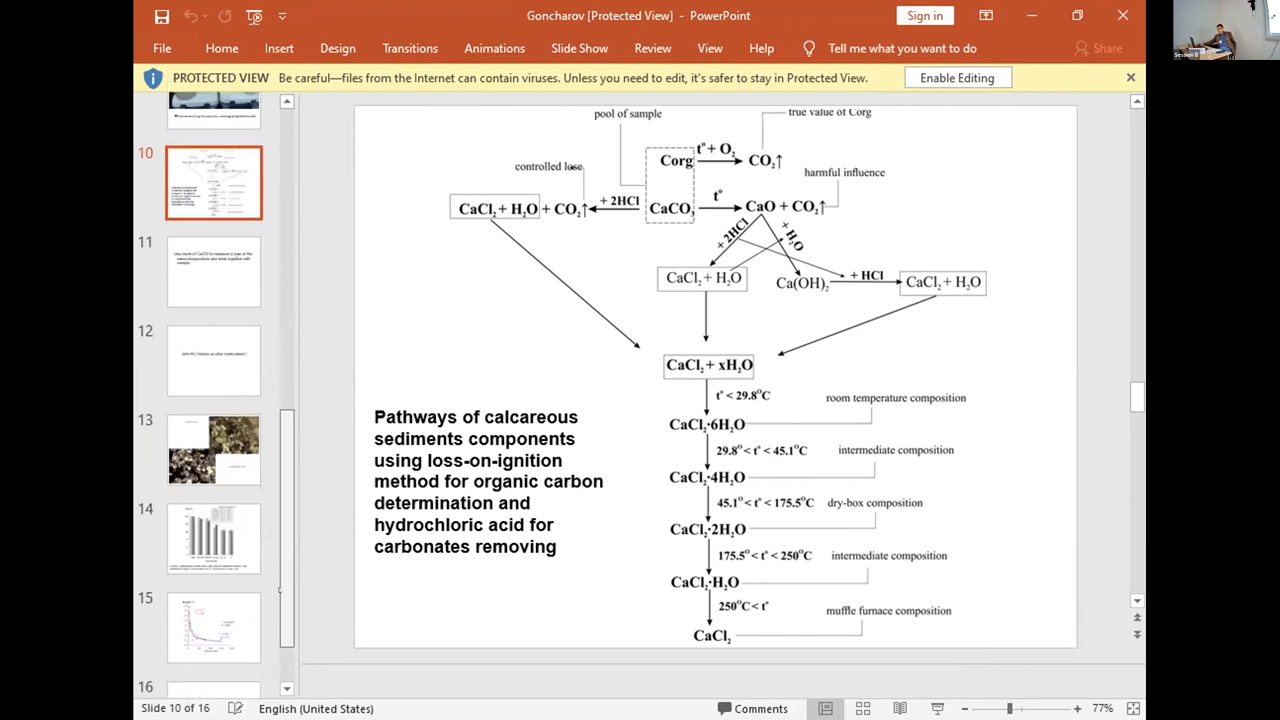 Goncharov [Protected View] - PowerPoint
Sign in
File Home Insert Design Transitions Animations Slide Show Review View Help Tell me what you want to do Share
PROTECTED VIEW Be careful—files from the Internet can contain viruses. Unless you need to edit, it's safer to stay in Protected View. Enable Editing
10
11
12
13
14
15
16
pool of sample
true value of Corg
controlled lose
Corg t° + O₂ CO₂↑
harmful influence
CaCl₂ + H₂O + CO₂↑ + 2HCl CaCO₃ t° CaO + CO₂↑
+ 2HCl + H₂O
CaCl₂ + H₂O Ca(OH)₂ + HCl CaCl₂ + H₂O
CaCl₂ + xH₂O
t° < 29.8°C room temperature composition
CaCl₂·6H₂O
29.8° < t° < 45.1°C intermediate composition
CaCl₂·4H₂O
45.1° < t° < 175.5°C dry-box composition
CaCl₂·2H₂O
175.5° < t° < 250°C intermediate composition
CaCl₂·H₂O
250°C < t° muffle furnace composition
CaCl₂
Pathways of calcareous
sediments components
using loss-on-ignition
method for organic carbon
determination and
hydrochloric acid for
carbonates removing
Slide 10 of 16 English (United States) Comments 77%
Session B